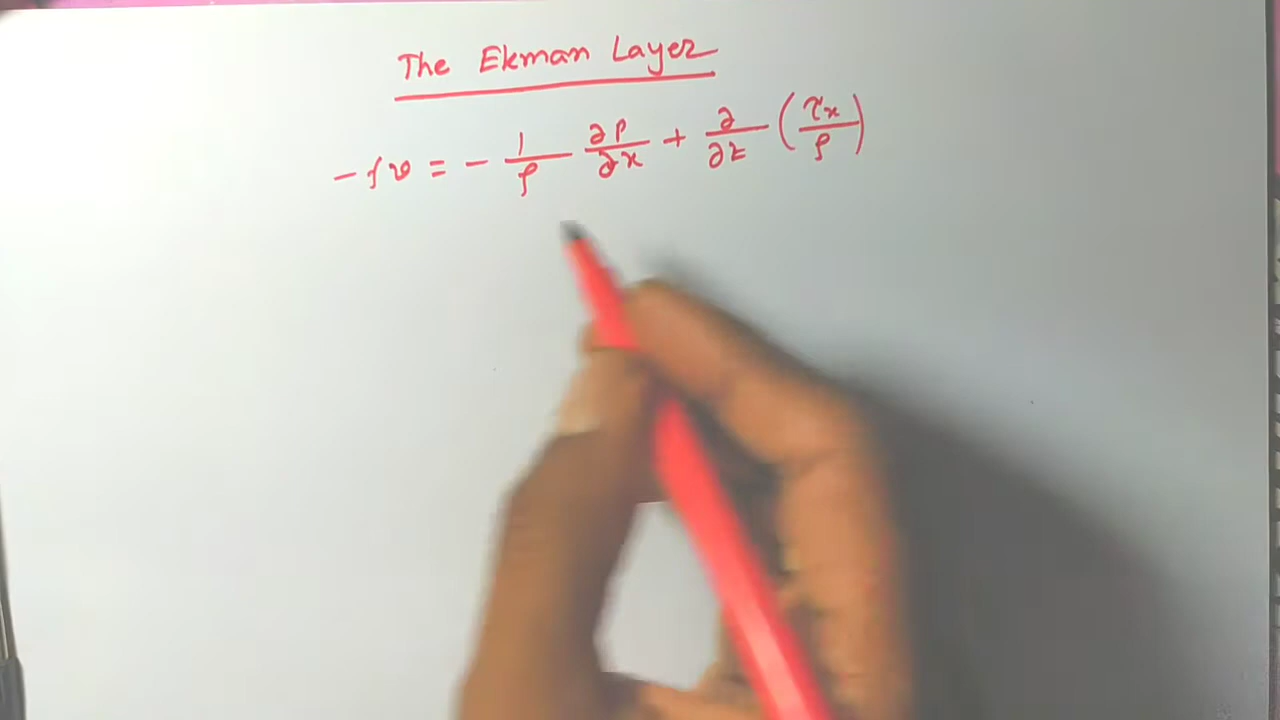 The Ekman Layer
-fv = - 1/ρ ∂P/∂x + ∂/∂z (τx/ρ)